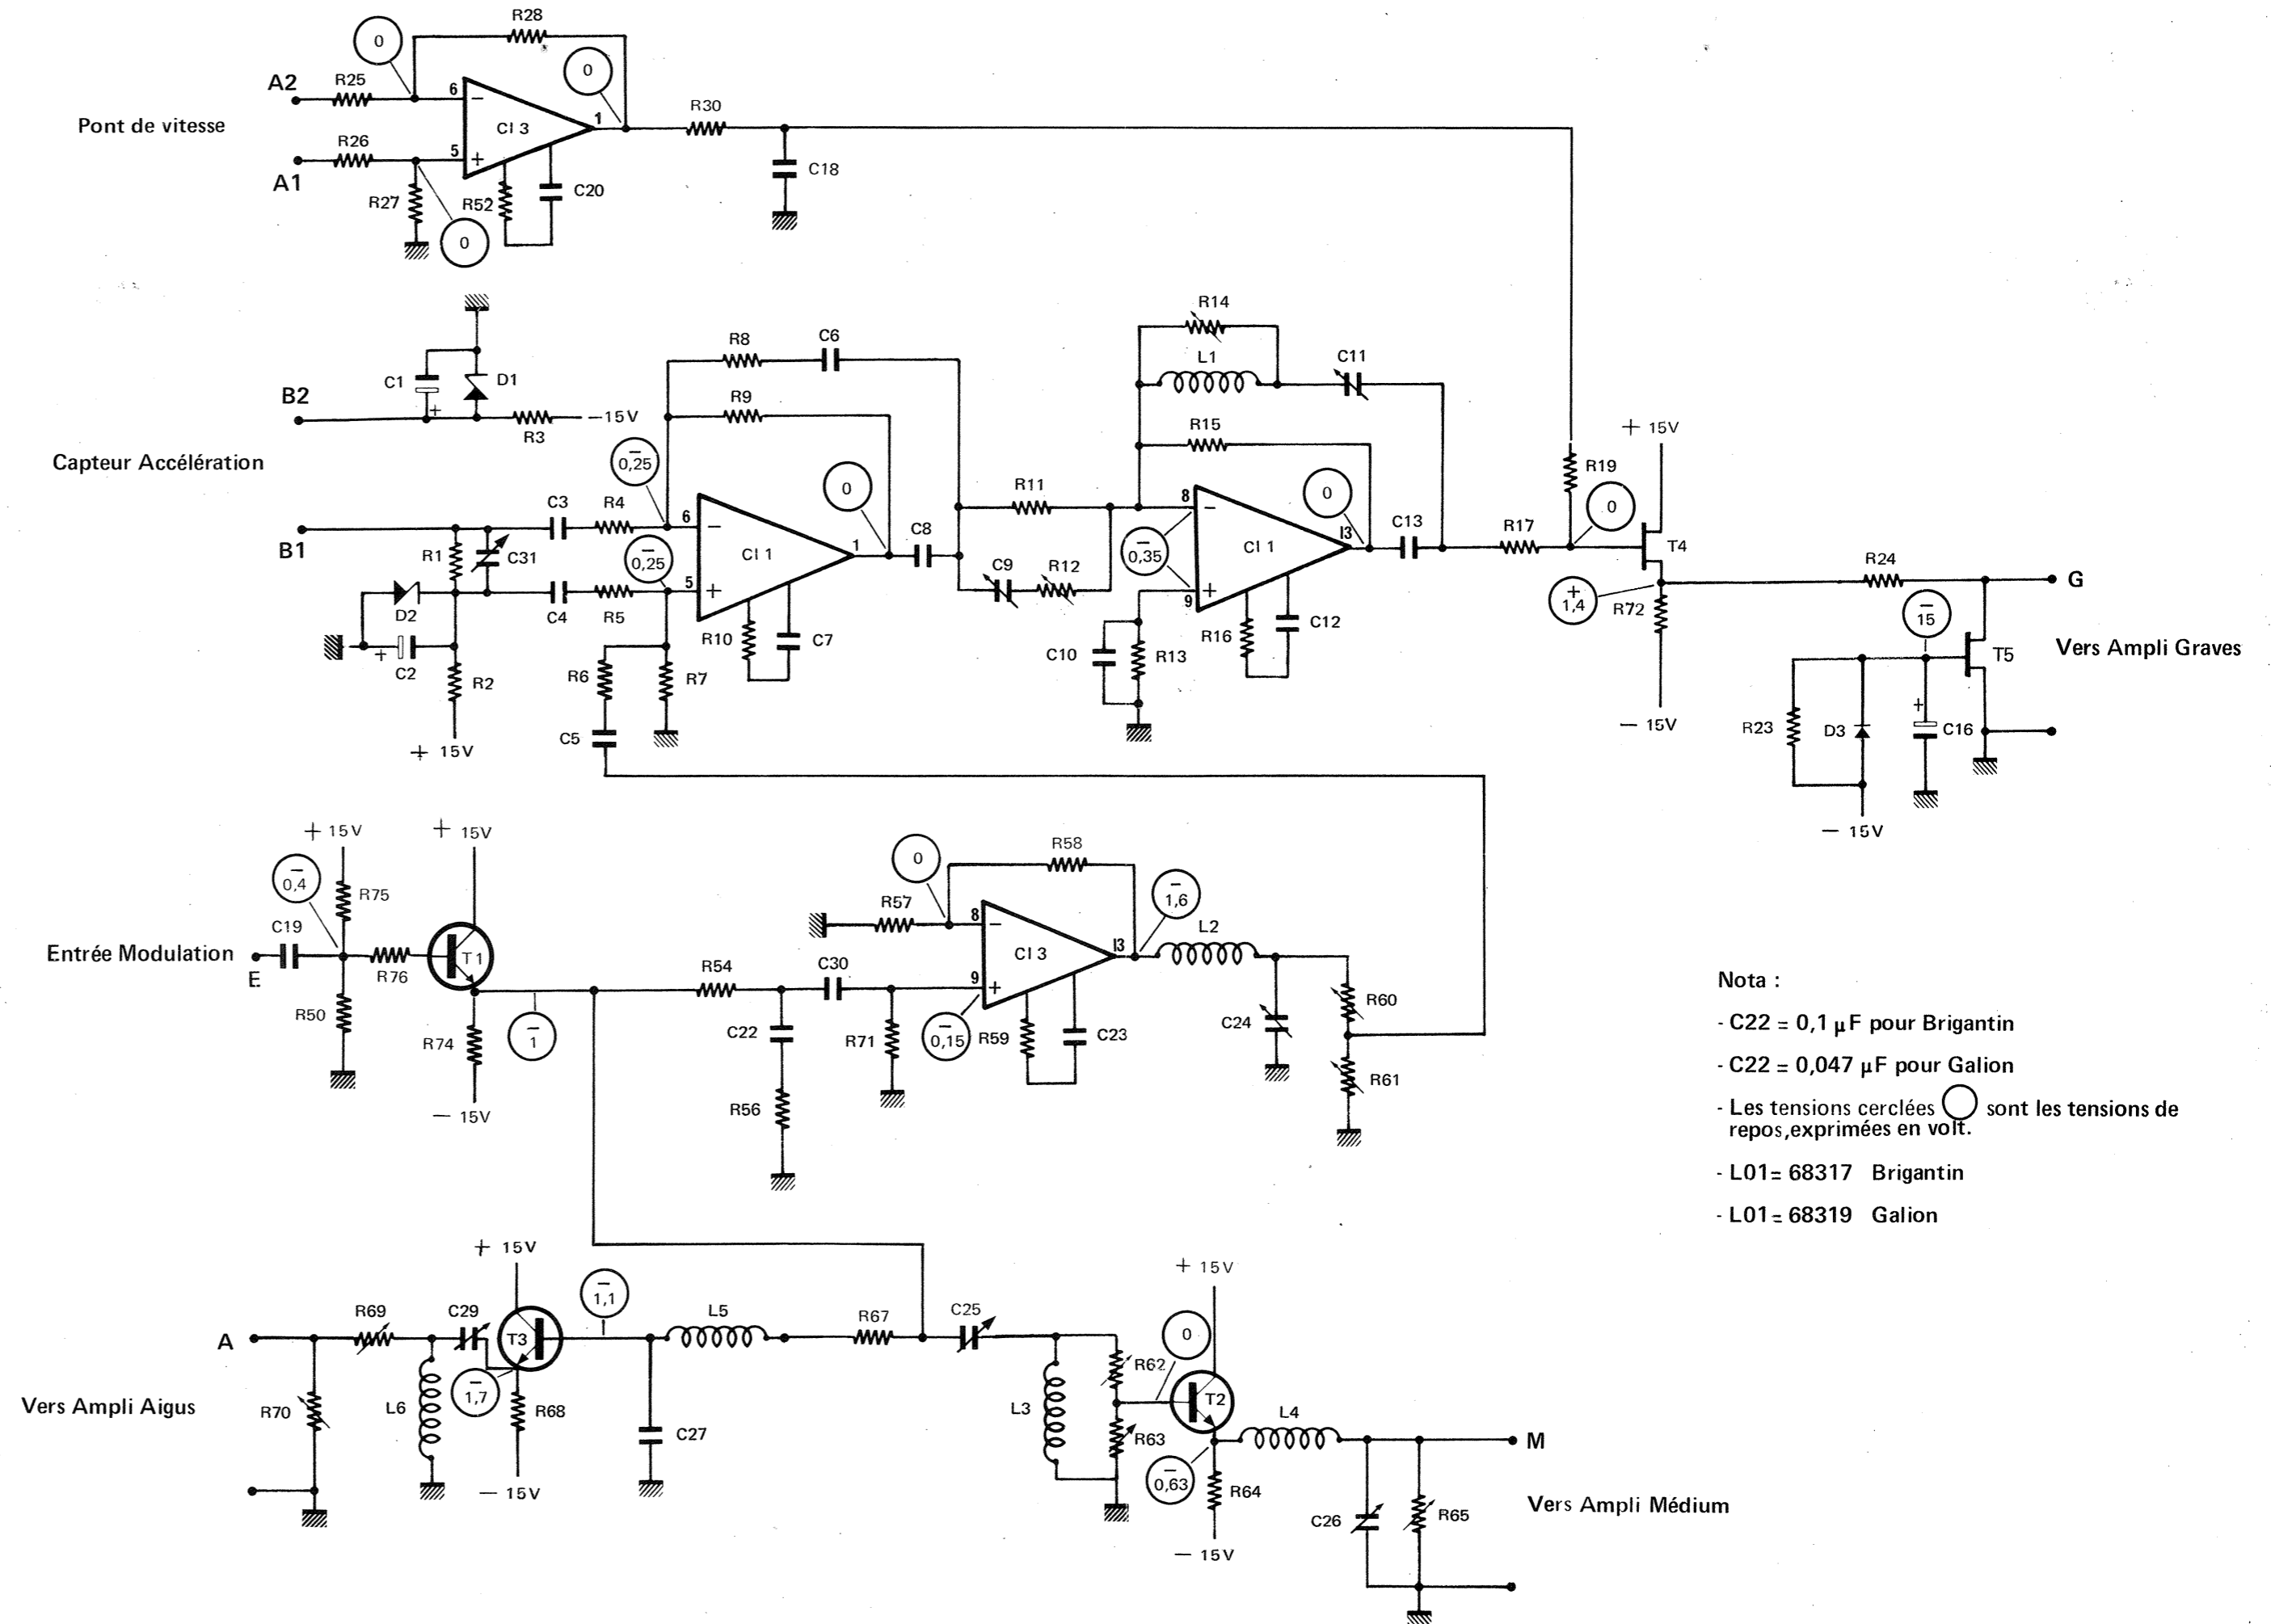 R28
0
0
A2
R25
6
−
CI 3
1
R30
Pont de vitesse
R26
5
+
A1
R27
R52
C20
C18
0
R14
C1
D1
R8
C6
L1
C11
B2
+
R3
−15V
R9
R15
+ 15V
Capteur Accélération
− 0,25
0
R11
8
−
0
R19
0
B1
C3
R4
6
−
CI 1
1
C8
− 0,35
CI 1
13
C13
R17
T4
R1
C31
− 0,25
C9
R12
R24
G
D2
C4
R5
5
+
+
9
+ 1,4
R72
− 15
+
C2
R2
R6
R7
R10
C7
C10
R13
R16
C12
T5
Vers Ampli Graves
+ 15V
C5
− 15V
R23
D3
+
C16
− 15V
+ 15V
+ 15V
− 0,4
R75
0
R58
− 1,6
C19
R57
8
−
L2
Entrée Modulation
E
R76
T1
CI 3
13
R54
C30
9
+
R60
R50
R74
− 1
C22
R71
− 0,15
R59
C23
C24
R61
− 15V
R56
Nota :
- C22 = 0,1 µF pour Brigantin
- C22 = 0,047 µF pour Galion
- Les tensions cerclées sont les tensions de
repos,exprimées en volt.
- L01= 68317 Brigantin
- L01= 68319 Galion
+ 15V
− 1,1
+ 15V
A
R69
C29
T3
L5
R67
C25
0
R62
− 1,7
T2
Vers Ampli Aigus
R70
L6
R68
C27
L3
R63
L4
M
− 0,63
R64
− 15V
C26
R65
Vers Ampli Médium
− 15V